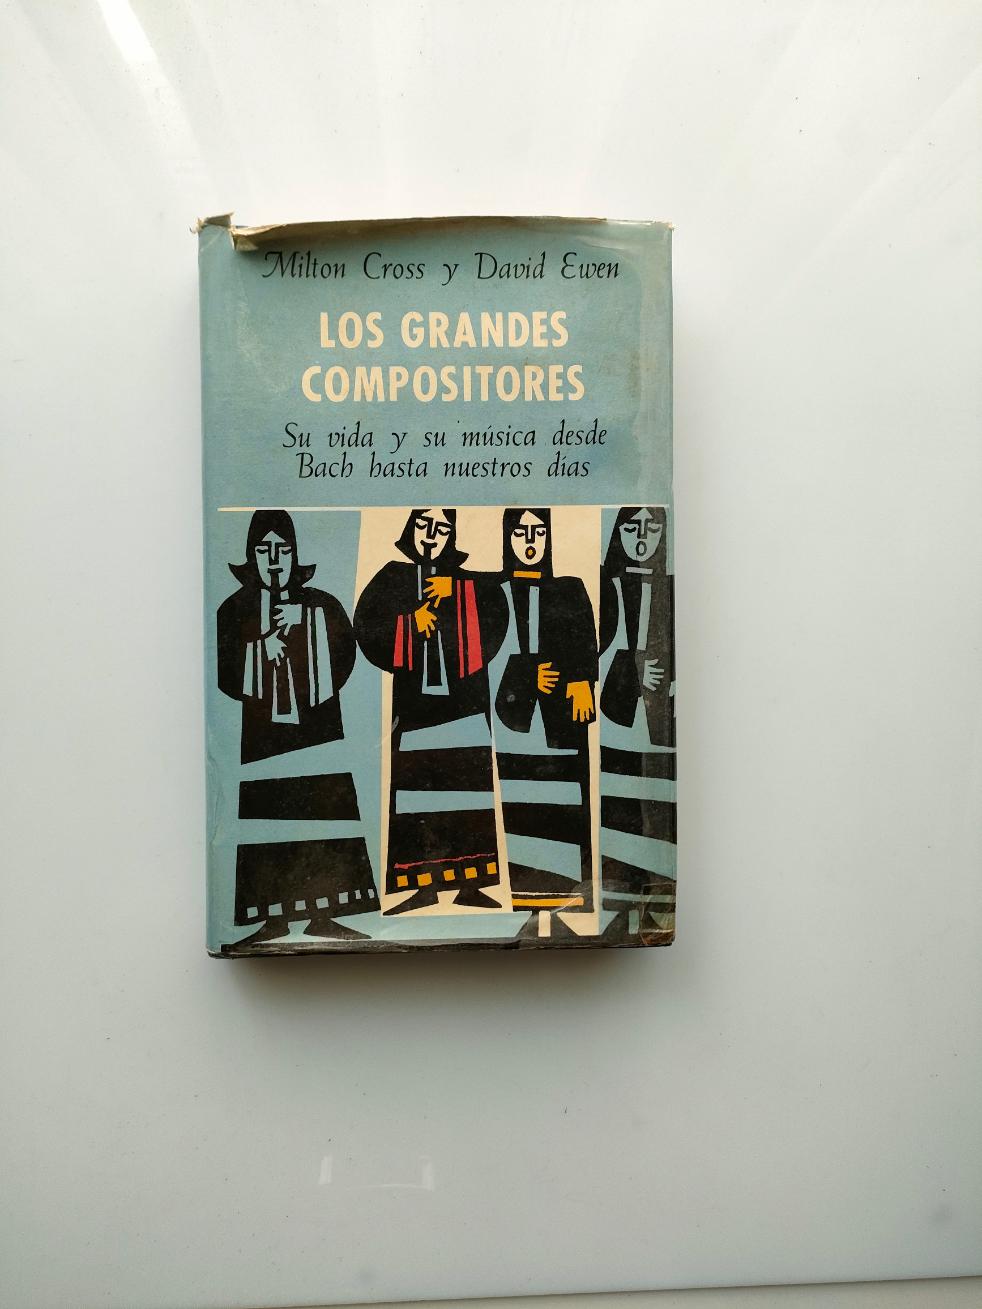 Milton Cross y David Ewen
LOS GRANDES
COMPOSITORES
Su vida y su música desde
Bach hasta nuestros días